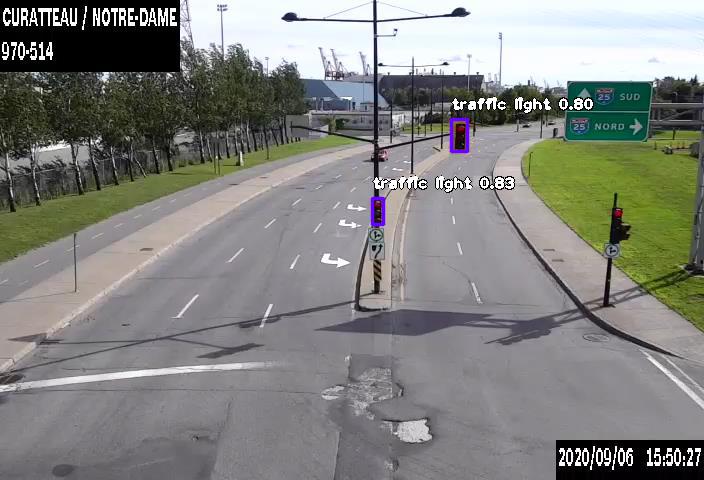 CURATTEAU / NOTRE-DAME
970-514
traffic light 0.80
25 SUD
25 NORD
traffic light 0.83
2020/09/06 15:50:27